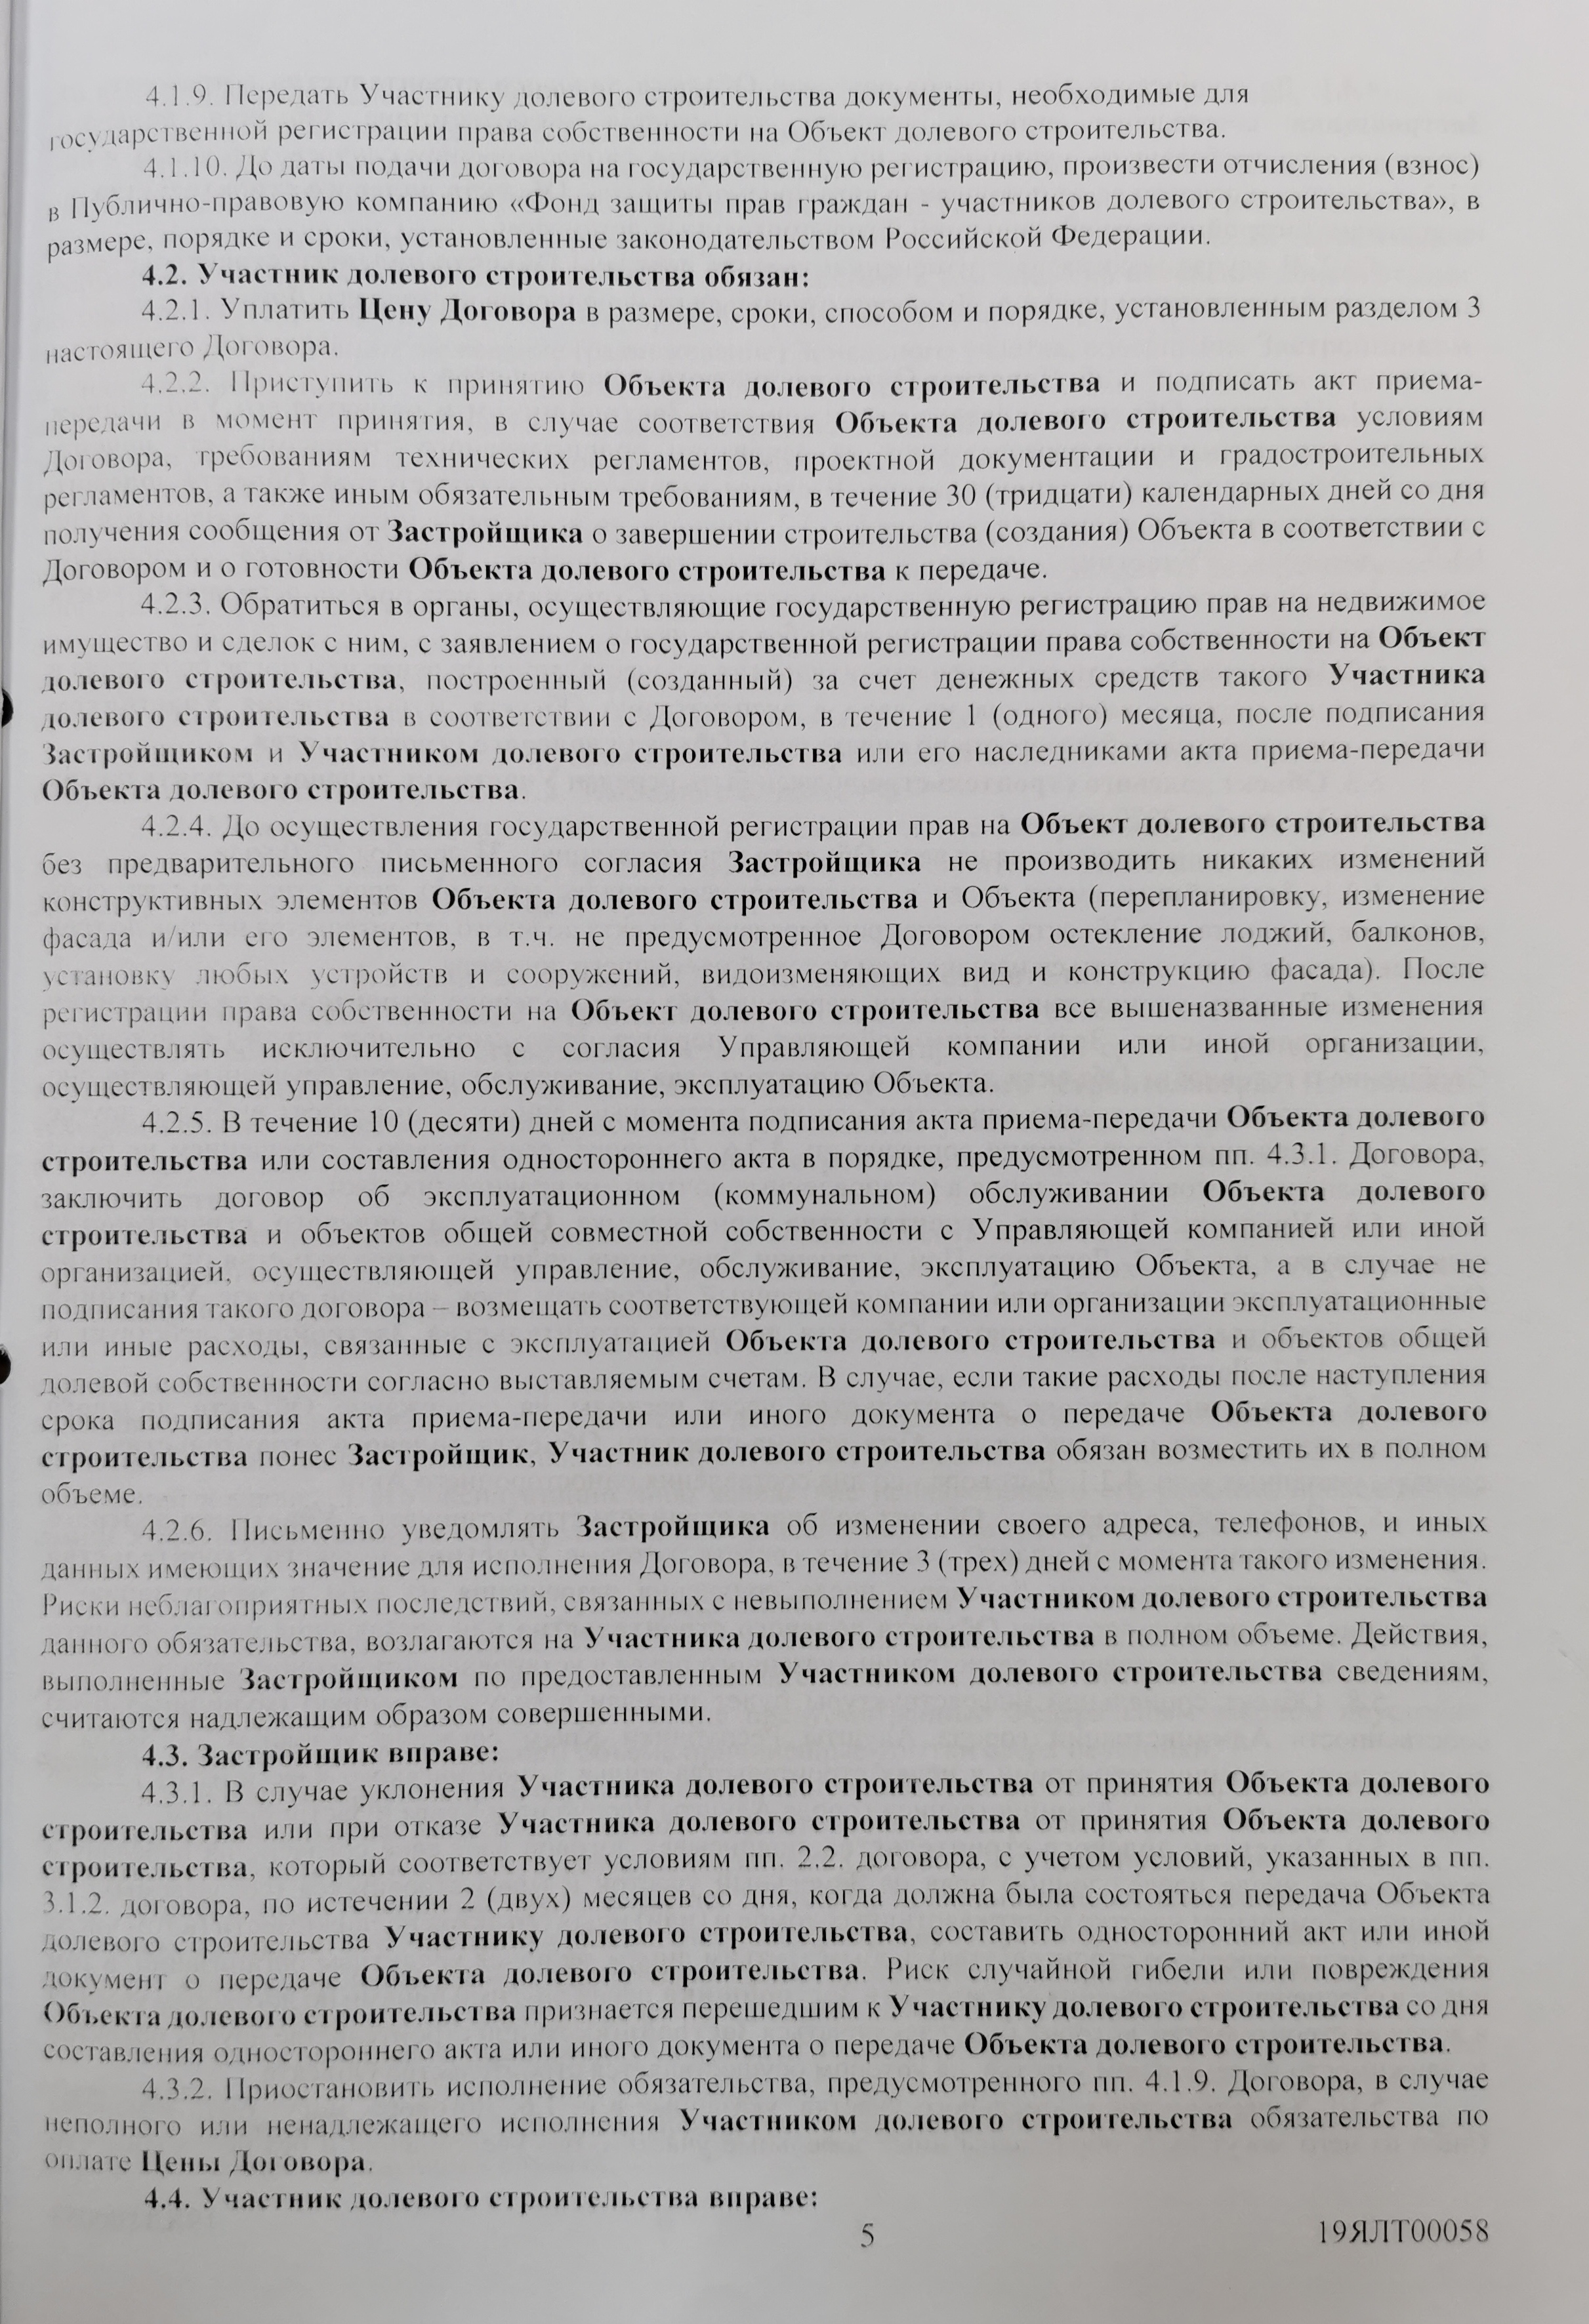 4.1.9. Передать Участнику долевого строительства документы, необходимые для
государственной регистрации права собственности на Объект долевого строительства.
4.1.10. До даты подачи договора на государственную регистрацию, произвести отчисления (взнос)
в Публично-правовую компанию «Фонд защиты прав граждан - участников долевого строительства», в
размере, порядке и сроки, установленные законодательством Российской Федерации.
4.2. Участник долевого строительства обязан:
4.2.1. Уплатить Цену Договора в размере, сроки, способом и порядке, установленным разделом 3
настоящего Договора.
4.2.2. Приступить к принятию Объекта долевого строительства и подписать акт приема-
передачи в момент принятия, в случае соответствия Объекта долевого строительства условиям
Договора, требованиям технических регламентов, проектной документации и градостроительных
регламентов, а также иным обязательным требованиям, в течение 30 (тридцати) календарных дней со дня
получения сообщения от Застройщика о завершении строительства (создания) Объекта в соответствии с
Договором и о готовности Объекта долевого строительства к передаче.
4.2.3. Обратиться в органы, осуществляющие государственную регистрацию прав на недвижимое
имущество и сделок с ним, с заявлением о государственной регистрации права собственности на Объект
долевого строительства, построенный (созданный) за счет денежных средств такого Участника
долевого строительства в соответствии с Договором, в течение 1 (одного) месяца, после подписания
Застройщиком и Участником долевого строительства или его наследниками акта приема-передачи
Объекта долевого строительства.
4.2.4. До осуществления государственной регистрации прав на Объект долевого строительства
без предварительного письменного согласия Застройщика не производить никаких изменений
конструктивных элементов Объекта долевого строительства и Объекта (перепланировку, изменение
фасада и/или его элементов, в т.ч. не предусмотренное Договором остекление лоджий, балконов,
установку любых устройств и сооружений, видоизменяющих вид и конструкцию фасада). После
регистрации права собственности на Объект долевого строительства все вышеназванные изменения
осуществлять исключительно с согласия Управляющей компании или иной организации,
осуществляющей управление, обслуживание, эксплуатацию Объекта.
4.2.5. В течение 10 (десяти) дней с момента подписания акта приема-передачи Объекта долевого
строительства или составления одностороннего акта в порядке, предусмотренном пп. 4.3.1. Договора,
заключить договор об эксплуатационном (коммунальном) обслуживании Объекта долевого
строительства и объектов общей совместной собственности с Управляющей компанией или иной
организацией, осуществляющей управление, обслуживание, эксплуатацию Объекта, а в случае не
подписания такого договора – возмещать соответствующей компании или организации эксплуатационные
или иные расходы, связанные с эксплуатацией Объекта долевого строительства и объектов общей
долевой собственности согласно выставляемым счетам. В случае, если такие расходы после наступления
срока подписания акта приема-передачи или иного документа о передаче Объекта долевого
строительства понес Застройщик, Участник долевого строительства обязан возместить их в полном
объеме.
4.2.6. Письменно уведомлять Застройщика об изменении своего адреса, телефонов, и иных
данных имеющих значение для исполнения Договора, в течение 3 (трех) дней с момента такого изменения.
Риски неблагоприятных последствий, связанных с невыполнением Участником долевого строительства
данного обязательства, возлагаются на Участника долевого строительства в полном объеме. Действия,
выполненные Застройщиком по предоставленным Участником долевого строительства сведениям,
считаются надлежащим образом совершенными.
4.3. Застройщик вправе:
4.3.1. В случае уклонения Участника долевого строительства от принятия Объекта долевого
строительства или при отказе Участника долевого строительства от принятия Объекта долевого
строительства, который соответствует условиям пп. 2.2. договора, с учетом условий, указанных в пп.
3.1.2. договора, по истечении 2 (двух) месяцев со дня, когда должна была состояться передача Объекта
долевого строительства Участнику долевого строительства, составить односторонний акт или иной
документ о передаче Объекта долевого строительства. Риск случайной гибели или повреждения
Объекта долевого строительства признается перешедшим к Участнику долевого строительства со дня
составления одностороннего акта или иного документа о передаче Объекта долевого строительства.
4.3.2. Приостановить исполнение обязательства, предусмотренного пп. 4.1.9. Договора, в случае
неполного или ненадлежащего исполнения Участником долевого строительства обязательства по
оплате Цены Договора.
4.4. Участник долевого строительства вправе:
5
19ЯЛТ00058